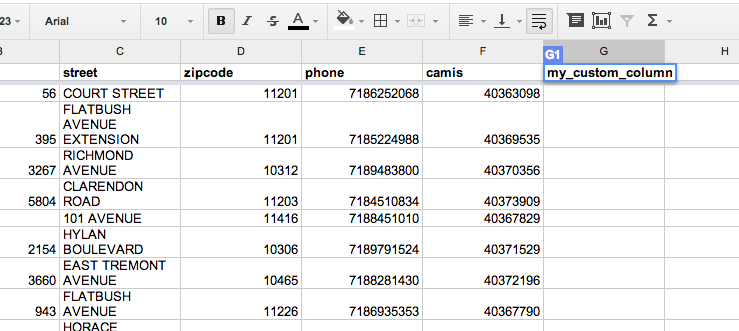 23 Arial 10 B I S A Σ
B C D E F G H
G1
street zipcode phone camis my_custom_column
56 COURT STREET 11201 7186252068 40363098
FLATBUSH
AVENUE
395 EXTENSION 11201 7185224988 40369535
RICHMOND
3267 AVENUE 10312 7189483800 40370356
CLARENDON
5804 ROAD 11203 7184510834 40373909
101 AVENUE 11416 7188451010 40367829
HYLAN
2154 BOULEVARD 10306 7189791524 40371529
EAST TREMONT
3660 AVENUE 10465 7188281430 40372196
FLATBUSH
943 AVENUE 11226 7186935353 40367790
HORACE